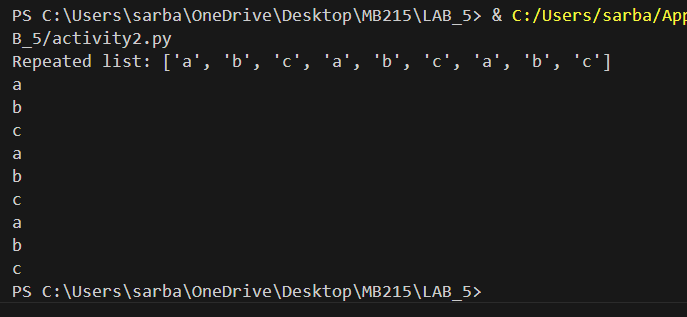 PS C:\Users\sarba\OneDrive\Desktop\MB215\LAB_5> & C:/Users/sarba/App
B_5/activity2.py
Repeated list: ['a', 'b', 'c', 'a', 'b', 'c', 'a', 'b', 'c']
a
b
c
a
b
c
a
b
c
PS C:\Users\sarba\OneDrive\Desktop\MB215\LAB_5>